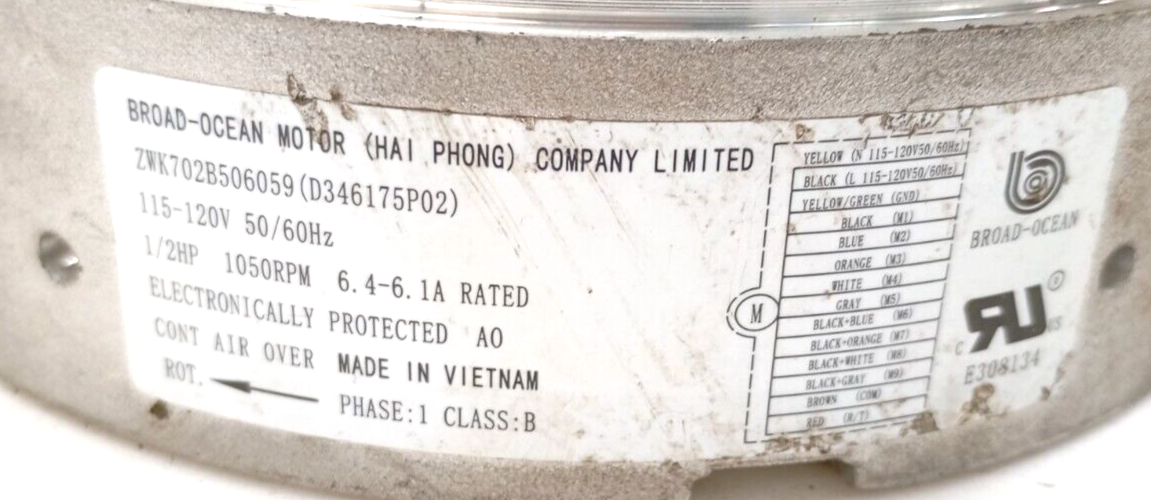 BROAD-OCEAN MOTOR (HAI PHONG) COMPANY LIMITED
ZWK702B506059(D346175P02)
115-120V 50/60Hz
1/2HP 1050RPM 6.4-6.1A RATED
ELECTRONICALLY PROTECTED AO
CONT AIR OVER MADE IN VIETNAM
ROT.
PHASE:1 CLASS:B
M
YELLOW (N 115-120V50/60Hz)
BLACK (L 115-120V50/60Hz)
YELLOW/GREEN (GND)
BLACK (M1)
BLUE (M2)
ORANGE (M3)
WHITE (M4)
GRAY (M5)
BLACK+BLUE (M6)
BLACK+ORANGE (M7)
BLACK+WHITE (M8)
BLACK+GRAY (M9)
BROWN (COM)
RED (R/T)
BROAD-OCEAN
c RU US ®
E308134